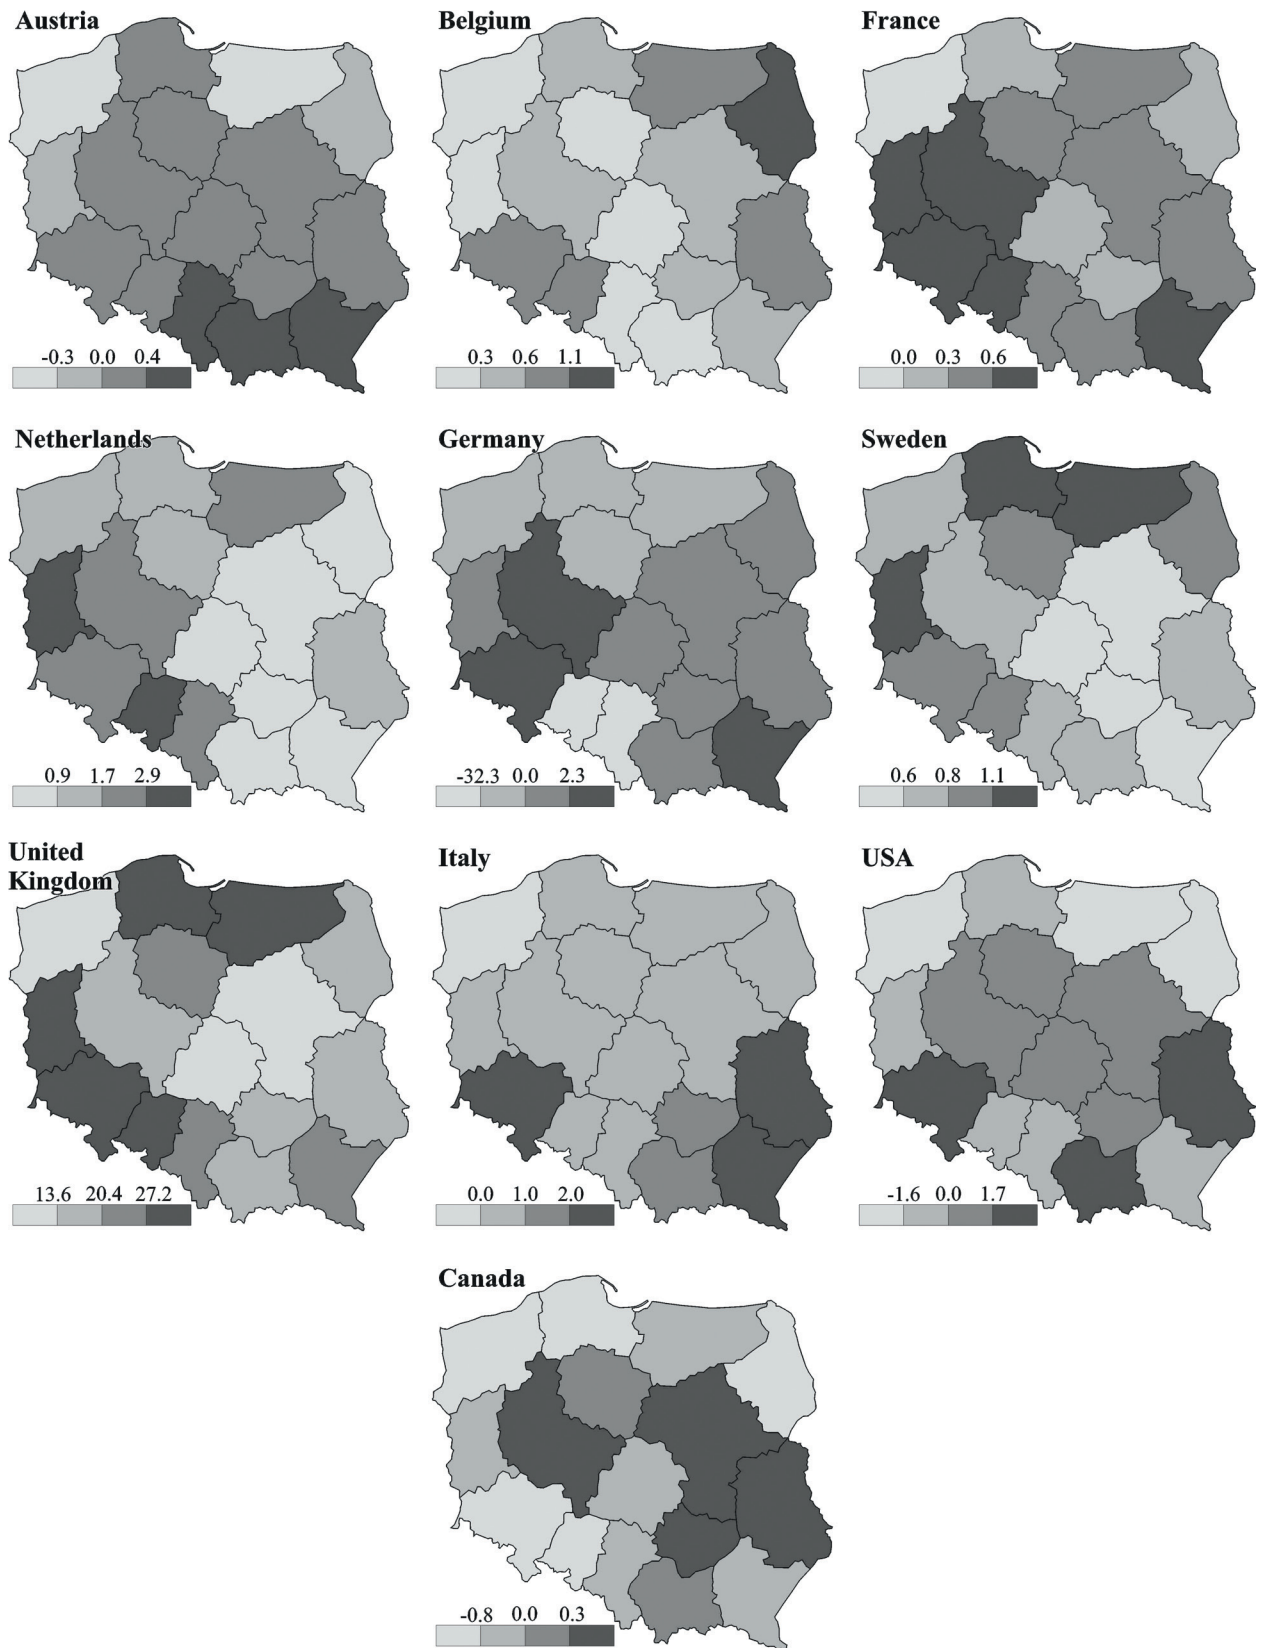 Austria
-0.3 0.0 0.4
Belgium
0.3 0.6 1.1
France
0.0 0.3 0.6
Netherlands
0.9 1.7 2.9
Germany
-32.3 0.0 2.3
Sweden
0.6 0.8 1.1
United
Kingdom
13.6 20.4 27.2
Italy
0.0 1.0 2.0
USA
-1.6 0.0 1.7
Canada
-0.8 0.0 0.3